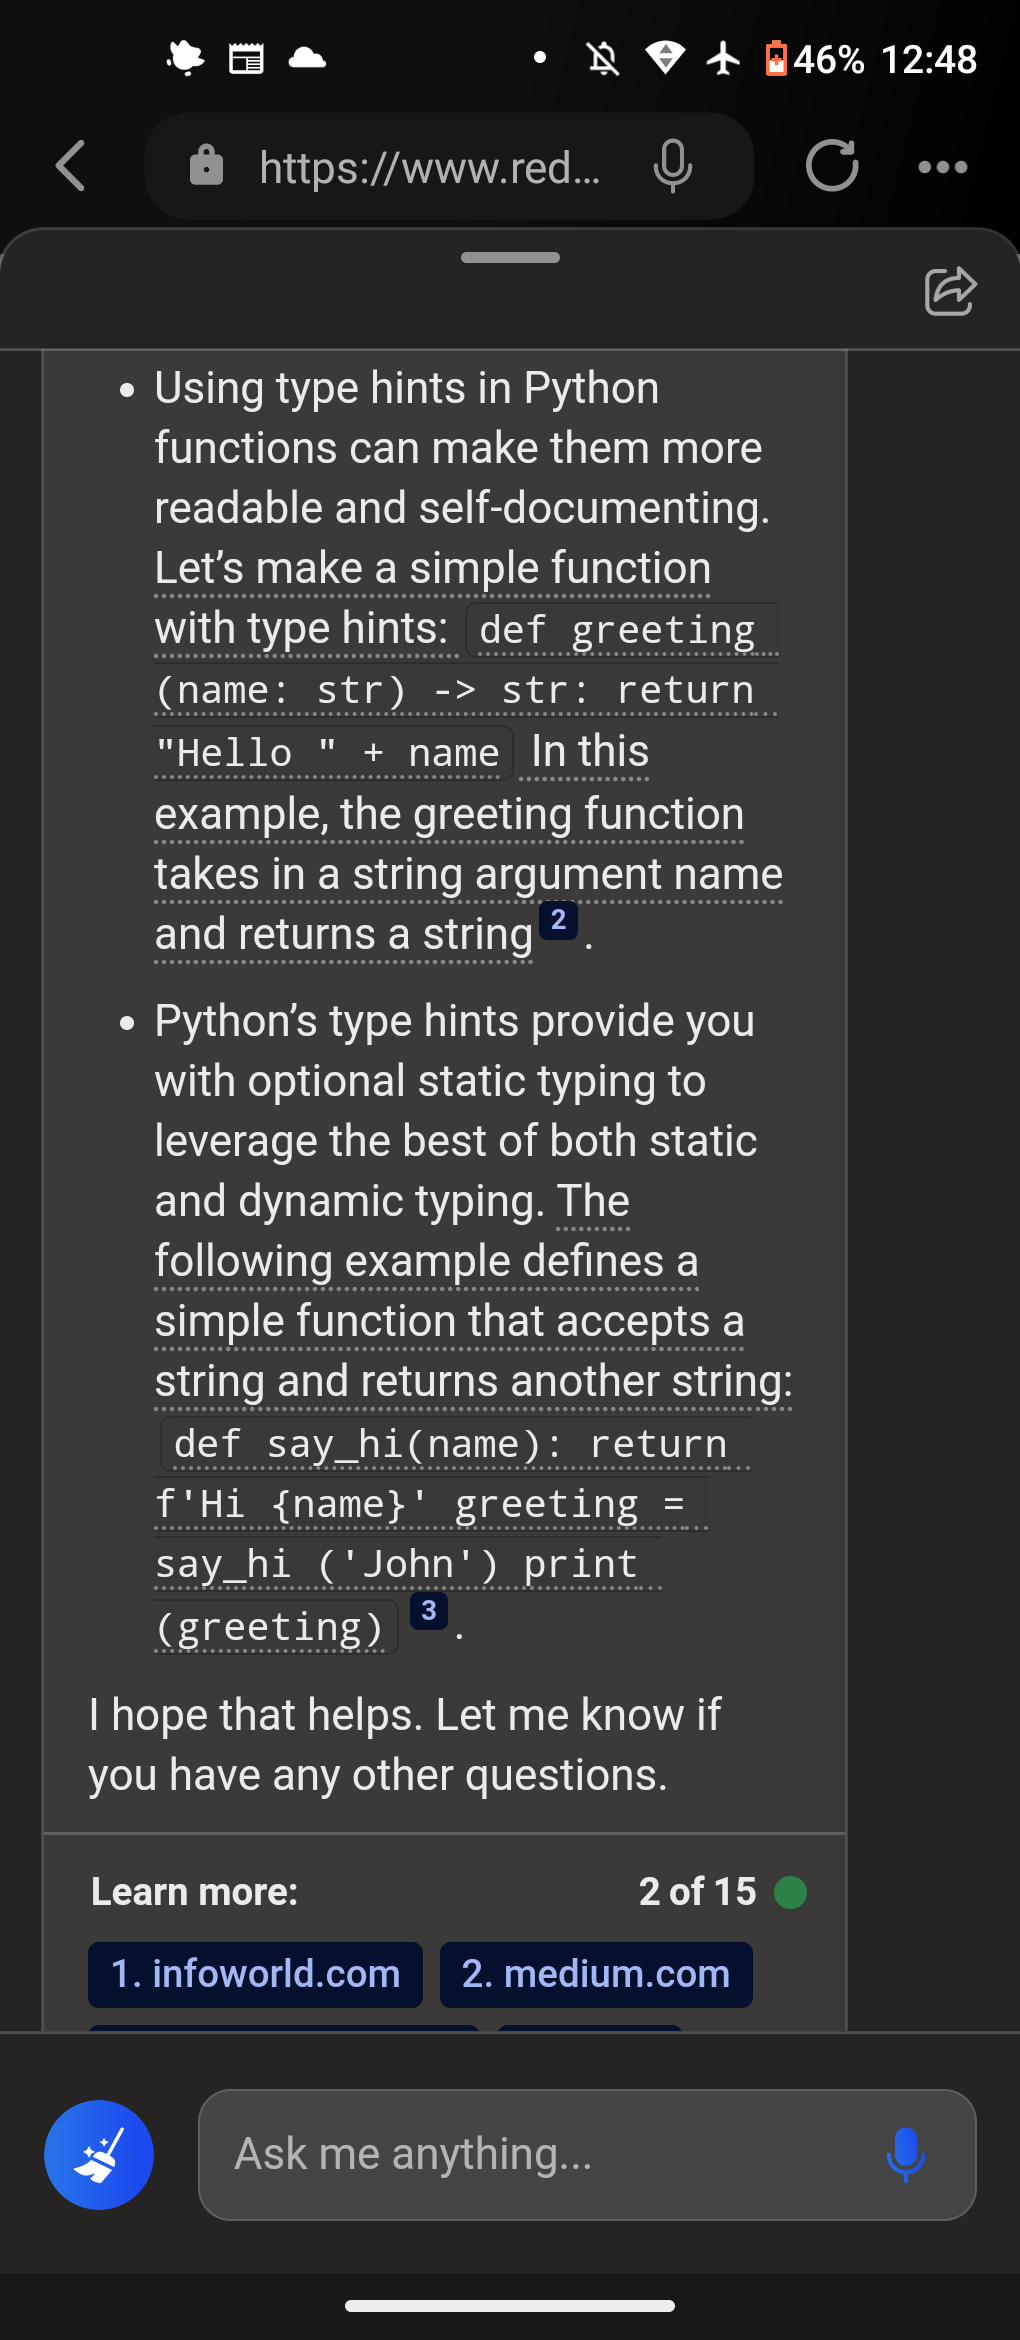 46% 12:48
https://www.red...
• Using type hints in Python
functions can make them more
readable and self-documenting.
Let’s make a simple function
with type hints: def greeting
(name: str) -> str: return
"Hello " + name In this
example, the greeting function
takes in a string argument name
and returns a string 2 .
• Python’s type hints provide you
with optional static typing to
leverage the best of both static
and dynamic typing. The
following example defines a
simple function that accepts a
string and returns another string:
def say_hi(name): return
f'Hi {name}' greeting =
say_hi ('John') print
(greeting) 3 .
I hope that helps. Let me know if
you have any other questions.
Learn more: 2 of 15
1. infoworld.com 2. medium.com
Ask me anything...